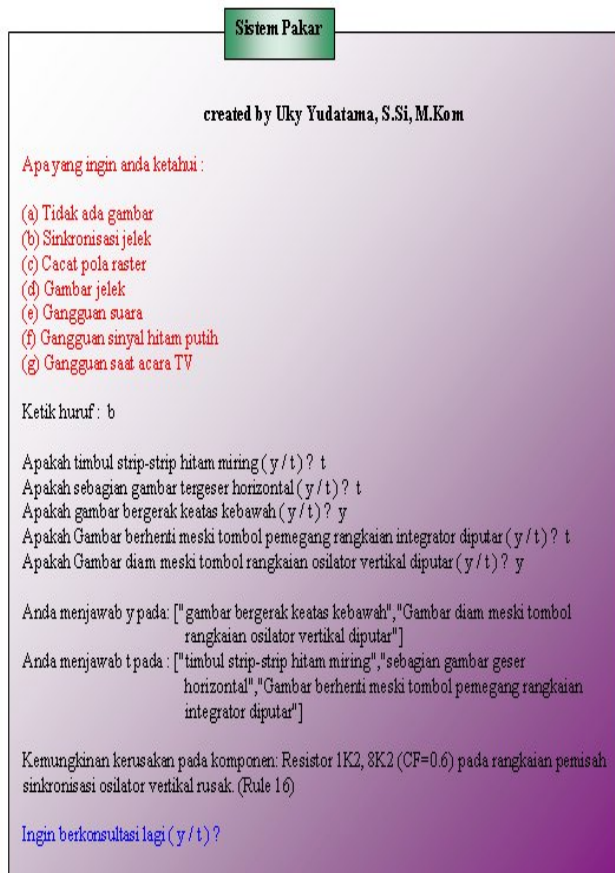 Sistem Pakar
created by Uky Yudatama, S.Si, M.Kom
Apa yang ingin anda ketahui :
(a) Tidak ada gambar
(b) Sinkronisasi jelek
(c) Cacat pola raster
(d) Gambar jelek
(e) Gangguan suara
(f) Gangguan sinyal hitam putih
(g) Gangguan saat acara TV
Ketik huruf : b
Apakah timbul strip-strip hitam miring ( y / t ) ? t
Apakah sebagian gambar tergeser horizontal ( y / t ) ? t
Apakah gambar bergerak keatas kebawah ( y / t ) ? y
Apakah Gambar berhenti meski tombol pemegang rangkaian integrator diputar ( y / t ) ? t
Apakah Gambar diam meski tombol rangkaian osilator vertikal diputar ( y / t ) ? y
Anda menjawab y pada: ["gambar bergerak keatas kebawah","Gambar diam meski tombol
rangkaian osilator vertikal diputar"]
Anda menjawab t pada : ["timbul strip-strip hitam miring","sebagian gambar geser
horizontal","Gambar berhenti meski tombol pemegang rangkaian
integrator diputar"]
Kemungkinan kerusakan pada komponen: Resistor 1K2, 8K2 (CF=0.6) pada rangkaian pemisah
sinkronisasi osilator vertikal rusak. (Rule 16)
Ingin berkonsultasi lagi ( y / t ) ?